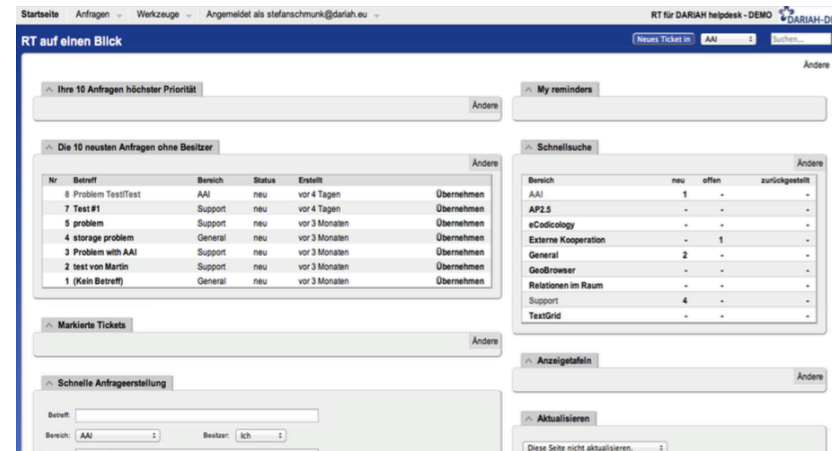 Startseite Anfragen Werkzeuge Angemeldet als stefanschmunk@dariah.eu RT für DARIAH helpdesk - DEMO DARIAH-DE
RT auf einen Blick Neues Ticket in AAI Suchen...
Ändere
Ihre 10 Anfragen höchster Priorität
Ändere
Die 10 neusten Anfragen ohne Besitzer
Ändere
Nr Betreff Bereich Status Erstellt
8 Problem Test/Test AAI neu vor 4 Tagen Übernehmen
7 Test #1 Support neu vor 4 Tagen Übernehmen
5 problem Support neu vor 3 Monaten Übernehmen
4 storage problem General neu vor 3 Monaten Übernehmen
3 Problem with AAI Support neu vor 3 Monaten Übernehmen
2 test von Martin Support neu vor 3 Monaten Übernehmen
1 (Kein Betreff) General neu vor 3 Monaten Übernehmen
Markierte Tickets
Ändere
Schnelle Anfrageerstellung
Betreff:
Bereich: AAI Besitzer: Ich
My reminders
Schnellsuche
Ändere
Bereich neu offen zurückgestellt
AAI 1 - -
AP2.5 - - -
eCodicology - - -
Externe Kooperation - 1 -
General 2 - -
GeoBrowser - - -
Relationen im Raum - - -
Support 4 - -
TextGrid - - -
Anzeigetafeln
Ändere
Aktualisieren
Diese Seite nicht aktualisieren.